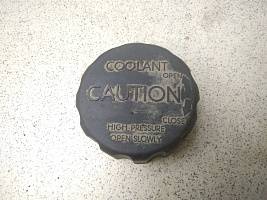 COOLANT
OPEN
CAUTION
CLOSE
HIGH PRESSURE
OPEN SLOWLY